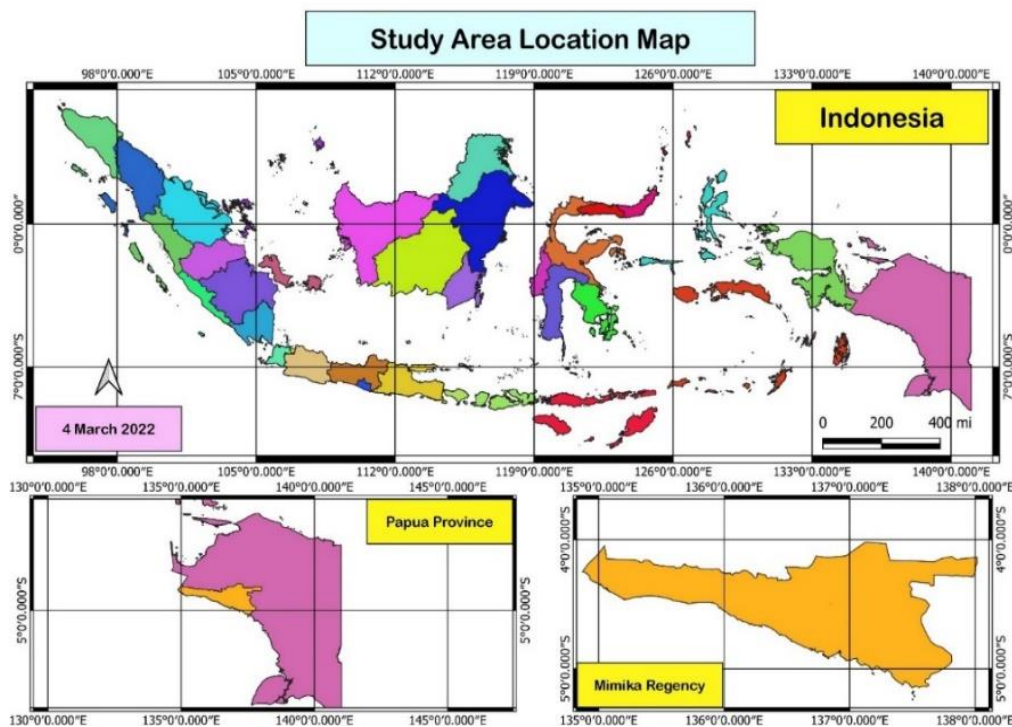 Study Area Location Map
98°0'0.000"E 105°0'0.000"E 112°0'0.000"E 119°0'0.000"E 126°0'0.000"E 133°0'0.000"E 140°0'0.000"E
Indonesia
0°0'0.000" 0°0'0.000"
7°0'0.000"S 7°0'0.000"S
4 March 2022
0 200 400 mi
98°0'0.000"E 105°0'0.000"E 112°0'0.000"E 119°0'0.000"E 126°0'0.000"E 133°0'0.000"E 140°0'0.000"E
130°0'0.000"E 135°0'0.000"E 140°0'0.000"E 145°0'0.000"E
Papua Province
5°0'0.000"S 5°0'0.000"S
130°0'0.000"E 135°0'0.000"E 140°0'0.000"E 145°0'0.000"E
135°0'0.000"E 136°0'0.000"E 137°0'0.000"E 138°0'0.000"E
4°0'0.000"S 4°0'0.000"S
5°0'0.000"S 5°0'0.000"S
Mimika Regency
135°0'0.000"E 136°0'0.000"E 137°0'0.000"E 138°0'0.000"E